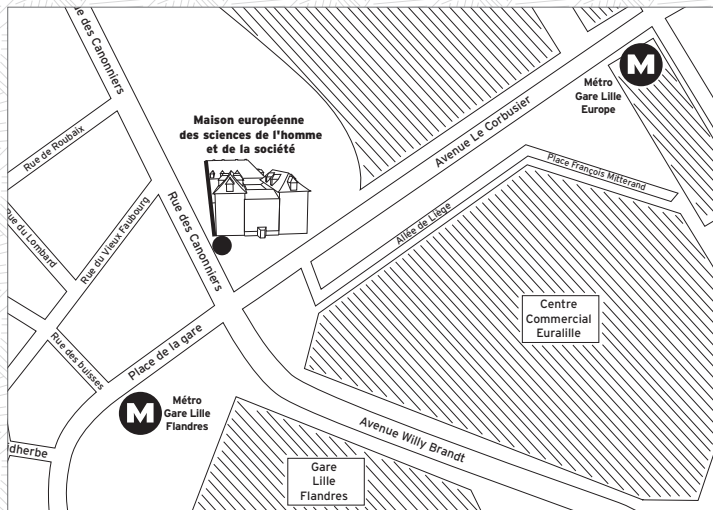 e des Canonniers
M
Métro
Gare Lille
Europe
Maison européenne
des sciences de l'homme
et de la société
Avenue Le Corbusier
Rue de Roubaix
Place François Mitterand
Rue des Canonniers
Rue du Vieux Faubourg
Rue du Lombard
Allée de Liège
Centre
Commercial
Euralille
Place de la gare
Rue des buisses
M
Métro
Gare Lille
Flandres
Avenue Willy Brandt
dherbe
Gare
Lille
Flandres